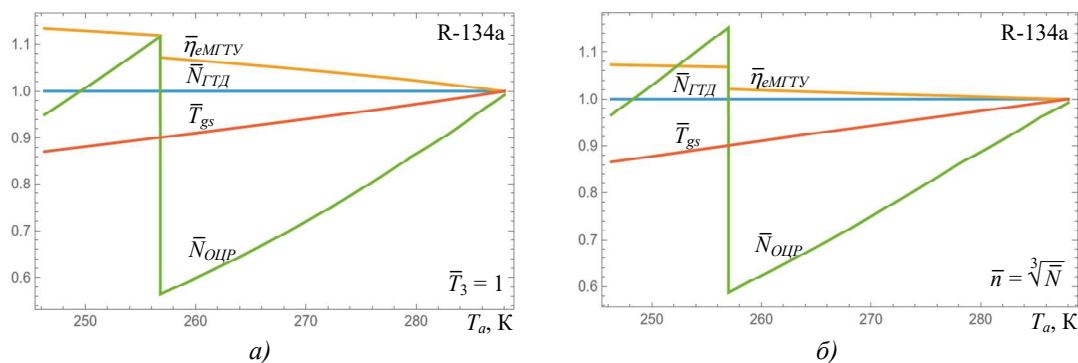 R-134a
η̅eМГТУ
N̅ГТД
T̅gs
N̅ОЦР
T̅3 = 1
1.1
1.0
0.9
0.8
0.7
0.6
250 260 270 280
Ta, К
а)
R-134a
N̅ГТД
η̅eМГТУ
T̅gs
N̅ОЦР
n̅ = ∛N̅
1.1
1.0
0.9
0.8
0.7
0.6
250 260 270 280
Ta, К
б)